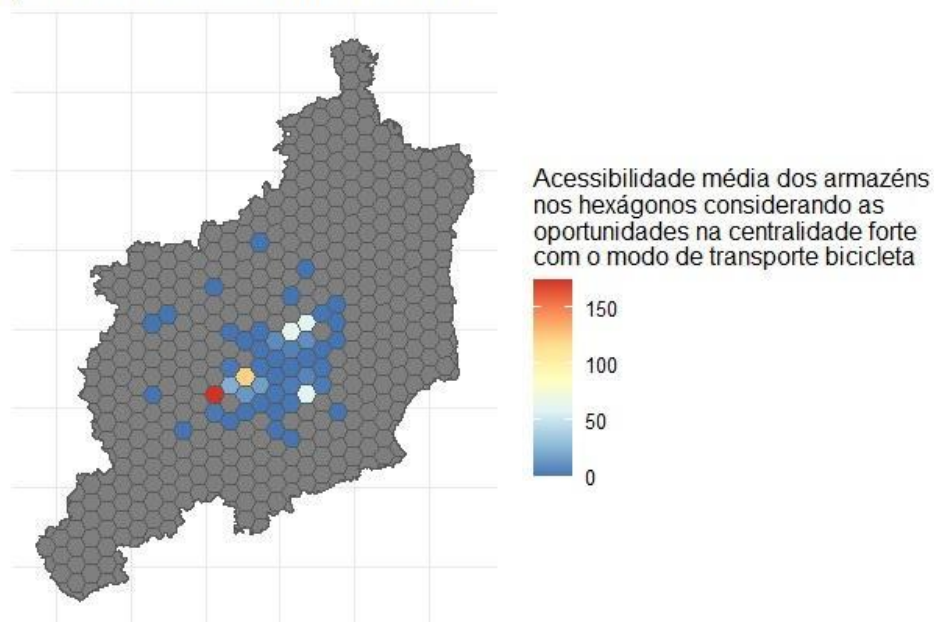 Acessibilidade média dos armazéns
nos hexágonos considerando as
oportunidades na centralidade forte
com o modo de transporte bicicleta
150
100
50
0